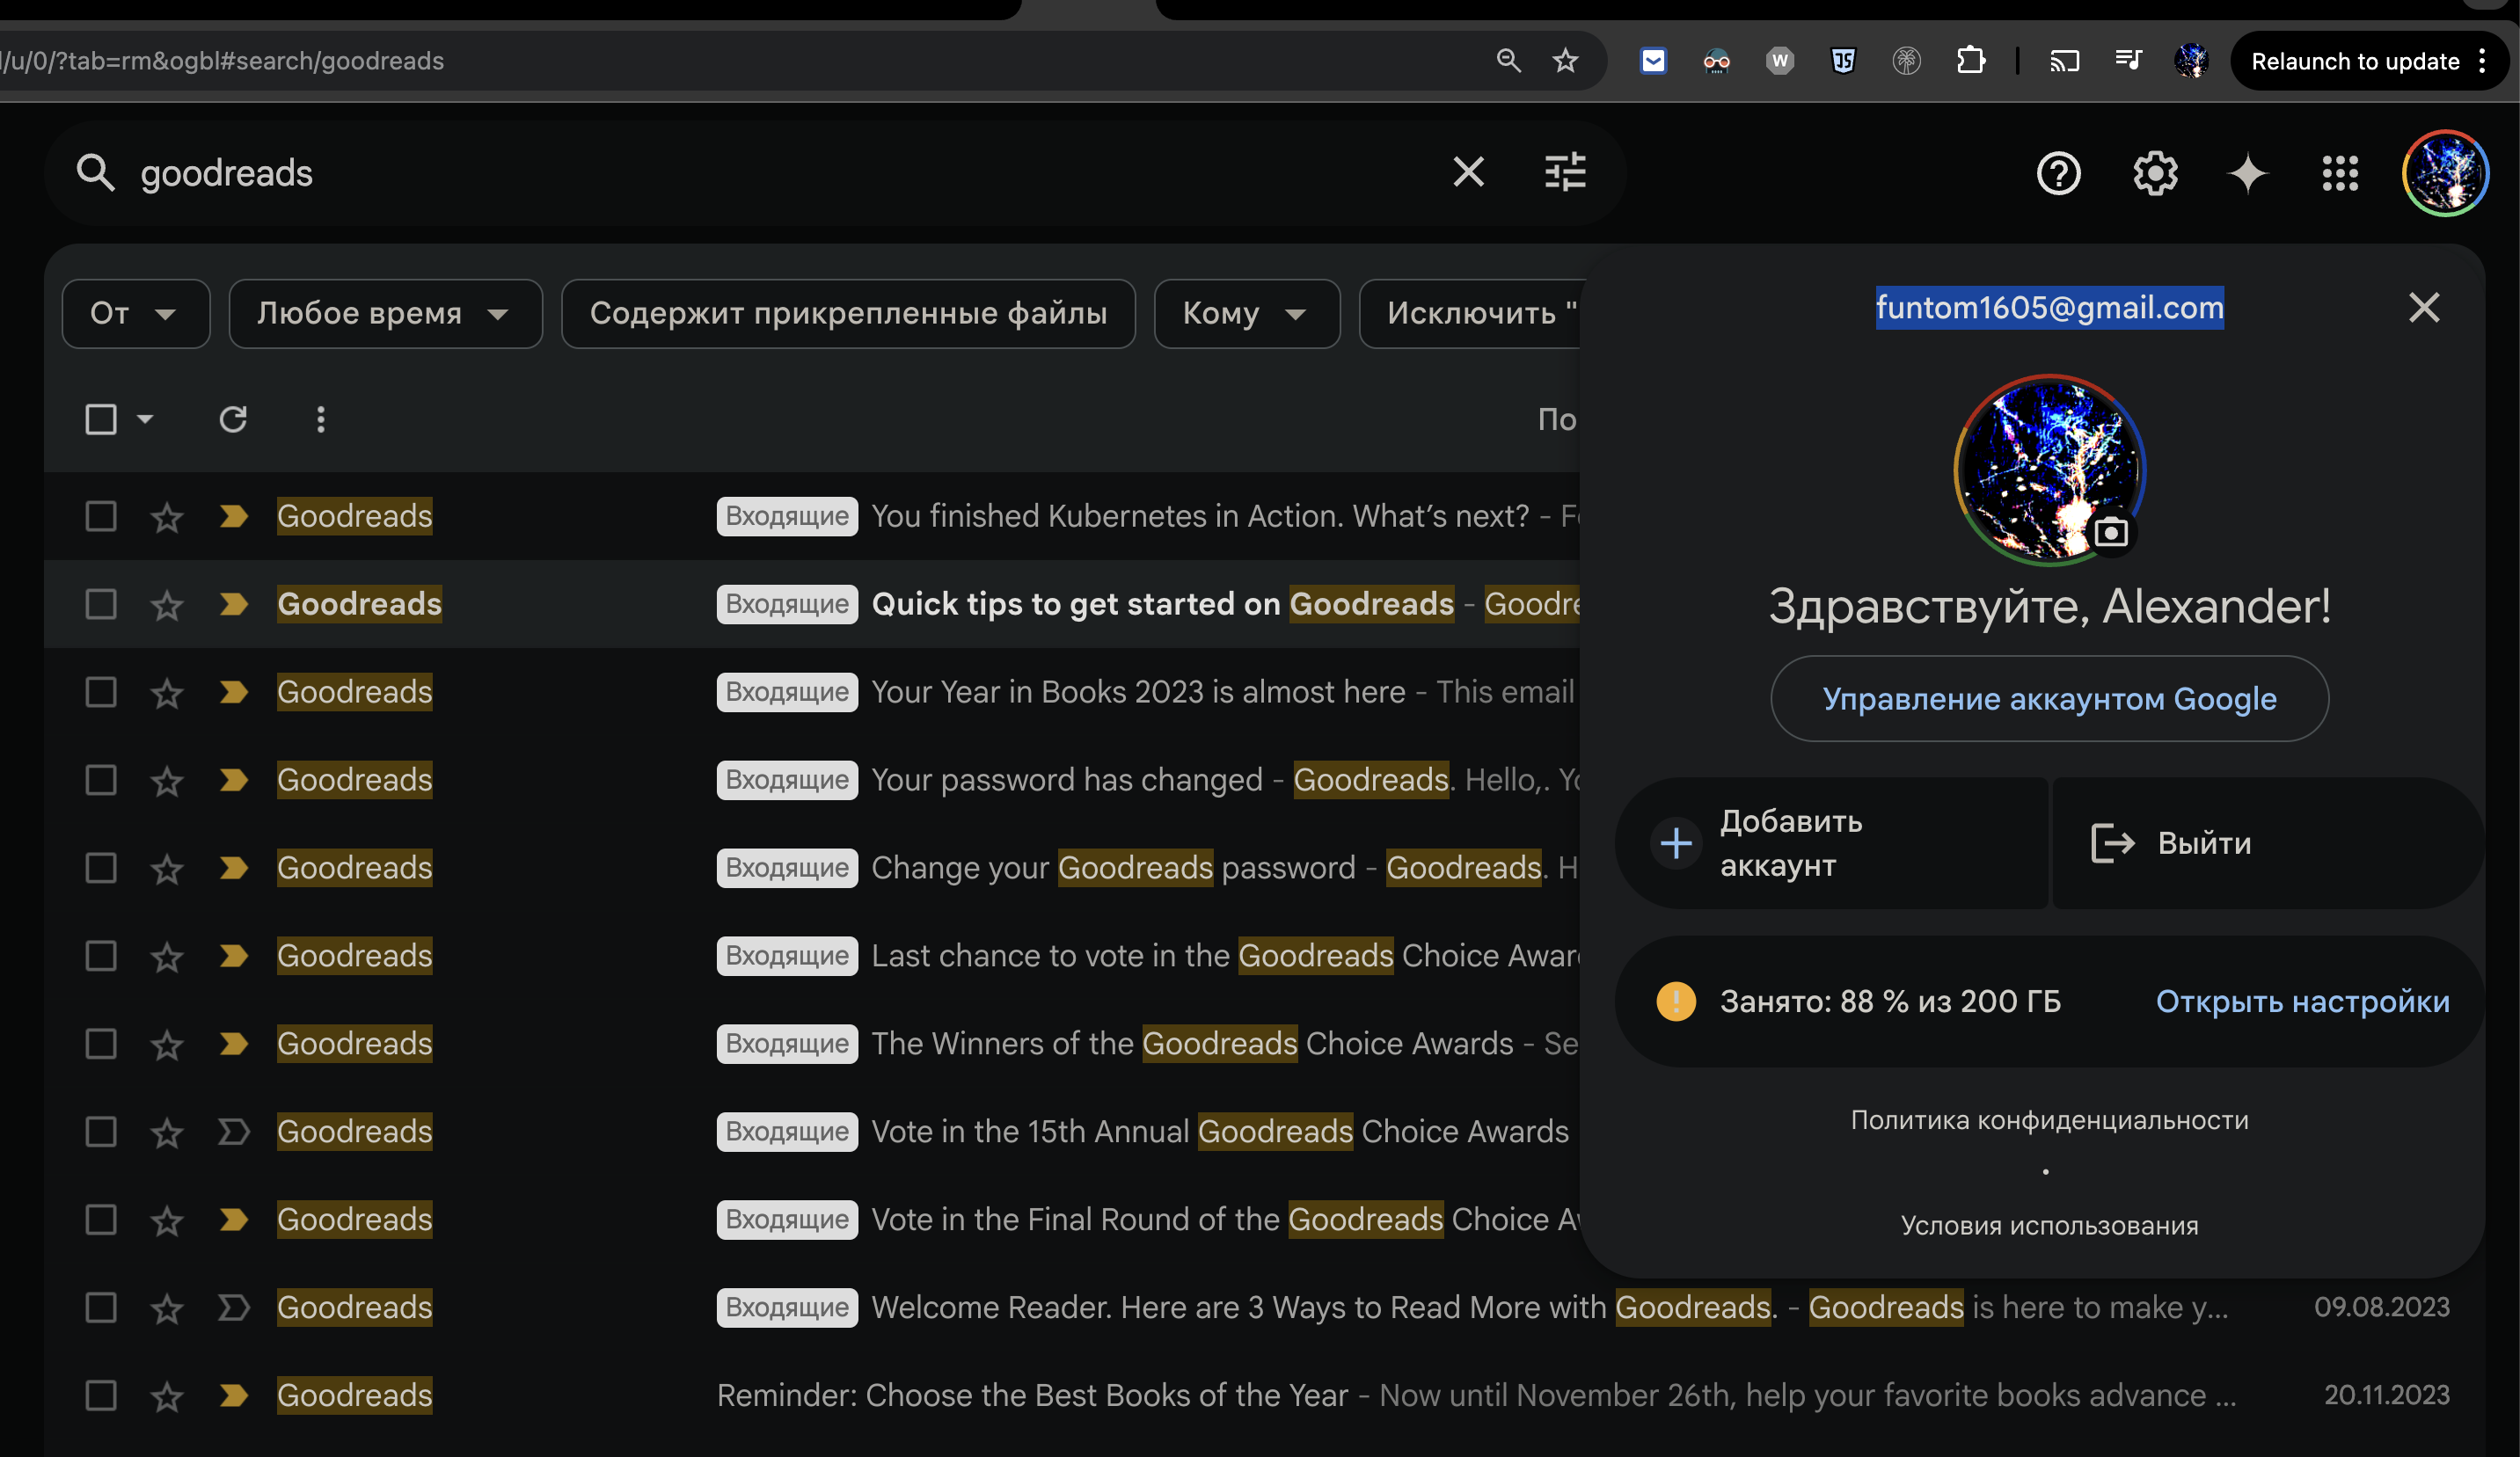 l/u/0/?tab=rm&ogbl#search/goodreads
W
JS
Relaunch to update
goodreads
От
Любое время
Содержит прикрепленные файлы
Кому
Исключить "
funtom1605@gmail.com
По
Goodreads Входящие You finished Kubernetes in Action. What’s next? - Fo
Goodreads Входящие Quick tips to get started on Goodreads - Goodre
Здравствуйте, Alexander!
Goodreads Входящие Your Year in Books 2023 is almost here - This email
Управление аккаунтом Google
Goodreads Входящие Your password has changed - Goodreads. Hello,. Yo
Добавить
аккаунт
Выйти
Goodreads Входящие Change your Goodreads password - Goodreads. H
Goodreads Входящие Last chance to vote in the Goodreads Choice Awar
Занято: 88 % из 200 ГБ
Открыть настройки
Goodreads Входящие The Winners of the Goodreads Choice Awards - Se
Goodreads Входящие Vote in the 15th Annual Goodreads Choice Awards
Политика конфиденциальности
Goodreads Входящие Vote in the Final Round of the Goodreads Choice A
Условия использования
Goodreads Входящие Welcome Reader. Here are 3 Ways to Read More with Goodreads. - Goodreads is here to make y... 09.08.2023
Goodreads Reminder: Choose the Best Books of the Year - Now until November 26th, help your favorite books advance ... 20.11.2023